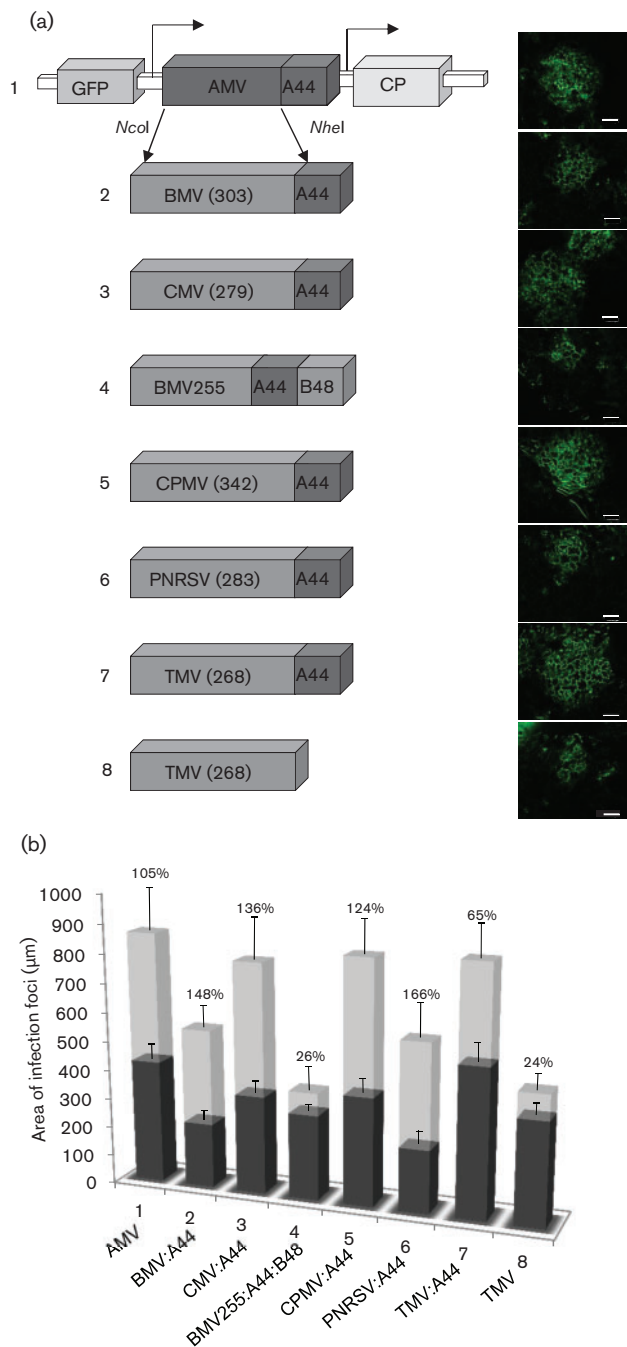 (a)
1
GFP
AMV
A44
CP
NcoI
NheI
2
BMV (303)
A44
3
CMV (279)
A44
4
BMV255
A44
B48
5
CPMV (342)
A44
6
PNRSV (283)
A44
7
TMV (268)
A44
8
TMV (268)
(b)
Area of infection foci (µm)
1000
900
800
700
600
500
400
300
200
100
0
105%
148%
136%
26%
124%
166%
65%
24%
1
AMV
2
BMV:A44
3
CMV:A44
4
BMV255:A44:B48
5
CPMV:A44
6
PNRSV:A44
7
TMV:A44
8
TMV